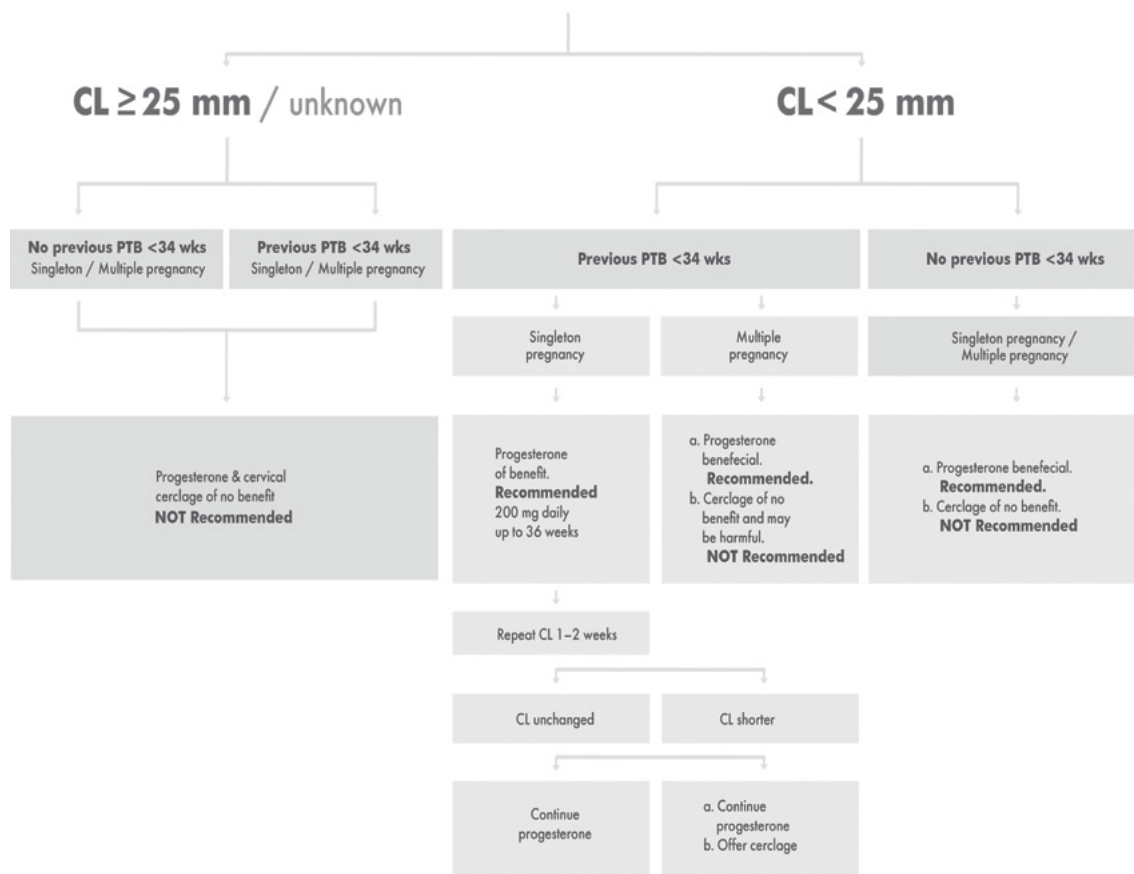 CL ≥ 25 mm / unknown
CL < 25 mm
No previous PTB <34 wks
Singleton / Multiple pregnancy
Previous PTB <34 wks
Singleton / Multiple pregnancy
Previous PTB <34 wks
No previous PTB <34 wks
Singleton
pregnancy
Multiple
pregnancy
Singleton pregnancy /
Multiple pregnancy
Progesterone & cervical
cerclage of no benefit
NOT Recommended
Progesterone
of benefit.
Recommended
200 mg daily
up to 36 weeks
a. Progesterone
benefecial.
Recommended.
b. Cerclage of no
benefit and may
be harmful.
NOT Recommended
a. Progesterone benefecial.
Recommended.
b. Cerclage of no benefit.
NOT Recommended
Repeat CL 1–2 weeks
CL unchanged
CL shorter
Continue
progesterone
a. Continue
progesterone
b. Offer cerclage